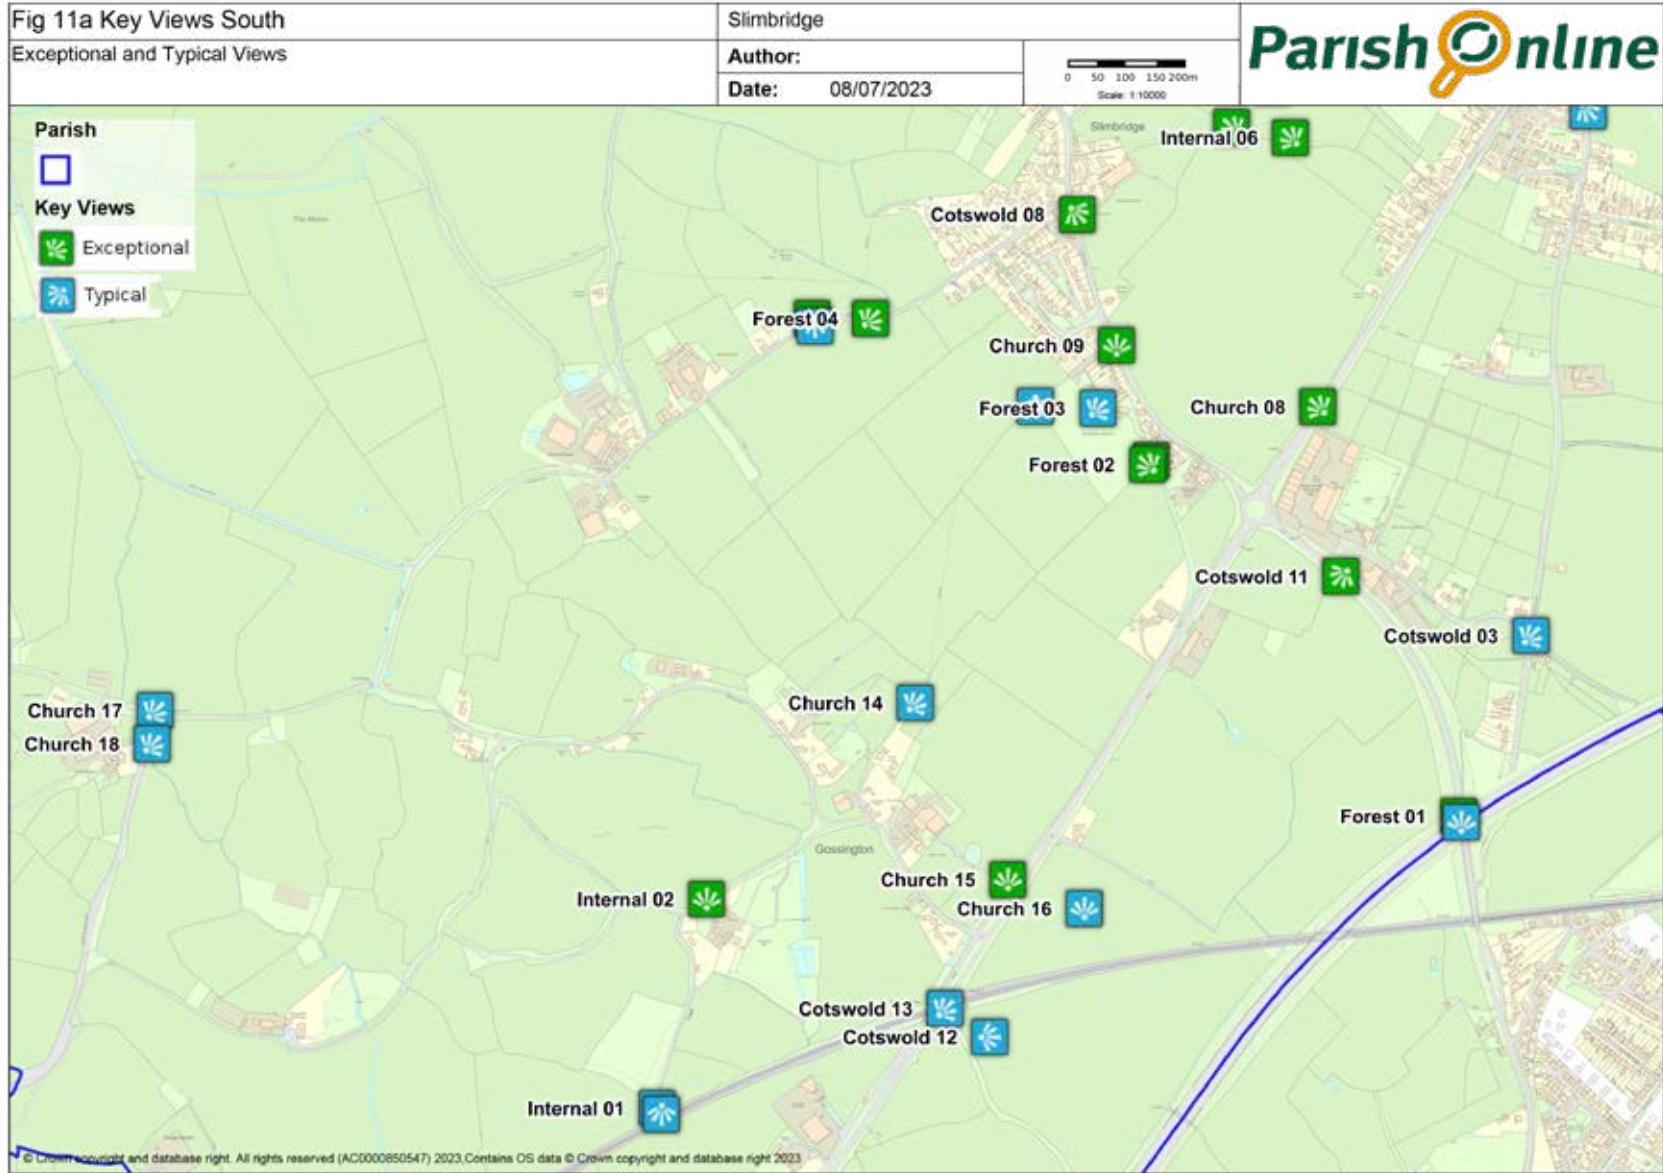 Fig 11a Key Views South
Exceptional and Typical Views
Slimbridge
Author:
Date: 08/07/2023
0 50 100 150 200m
Scale: 1:10000
Parish Online
Parish
Key Views
Exceptional
Typical
Slimbridge
Internal 06
Cotswold 08
Forest 04
Church 09
Forest 03
Church 08
Forest 02
Cotswold 11
Cotswold 03
Church 14
Church 17
Church 18
Forest 01
Gossington
Church 15
Internal 02
Church 16
Cotswold 13
Cotswold 12
Internal 01
© Crown copyright and database right. All rights reserved (AC0000850547) 2023,Contains OS data © Crown copyright and database right 2023